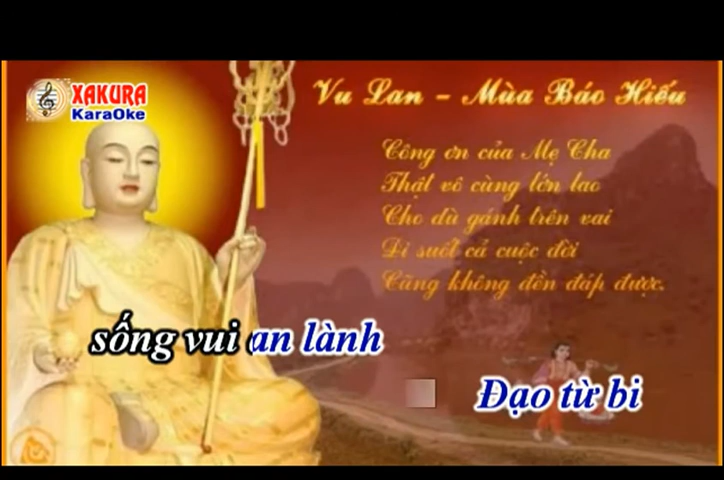 XAKURA
KaraOke
Vu Lan – Mùa Báo Hiếu
Công ơn của Mẹ Cha
Thật vô cùng lớn lao
Cho dù gánh trên vai
Đi suốt cả cuộc đời
Cũng không đền đáp được.
sống vui an lành
Đạo từ bi